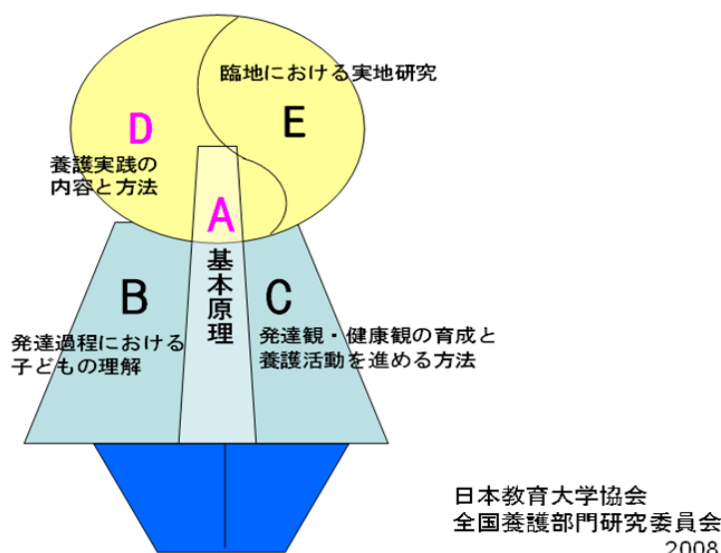 臨地における実地研究
D
E
養護実践の
内容と方法
A
基本原理
B
C
発達過程における
子どもの理解
発達観・健康観の育成と
養護活動を進める方法
日本教育大学協会
全国養護部門研究委員会
2008